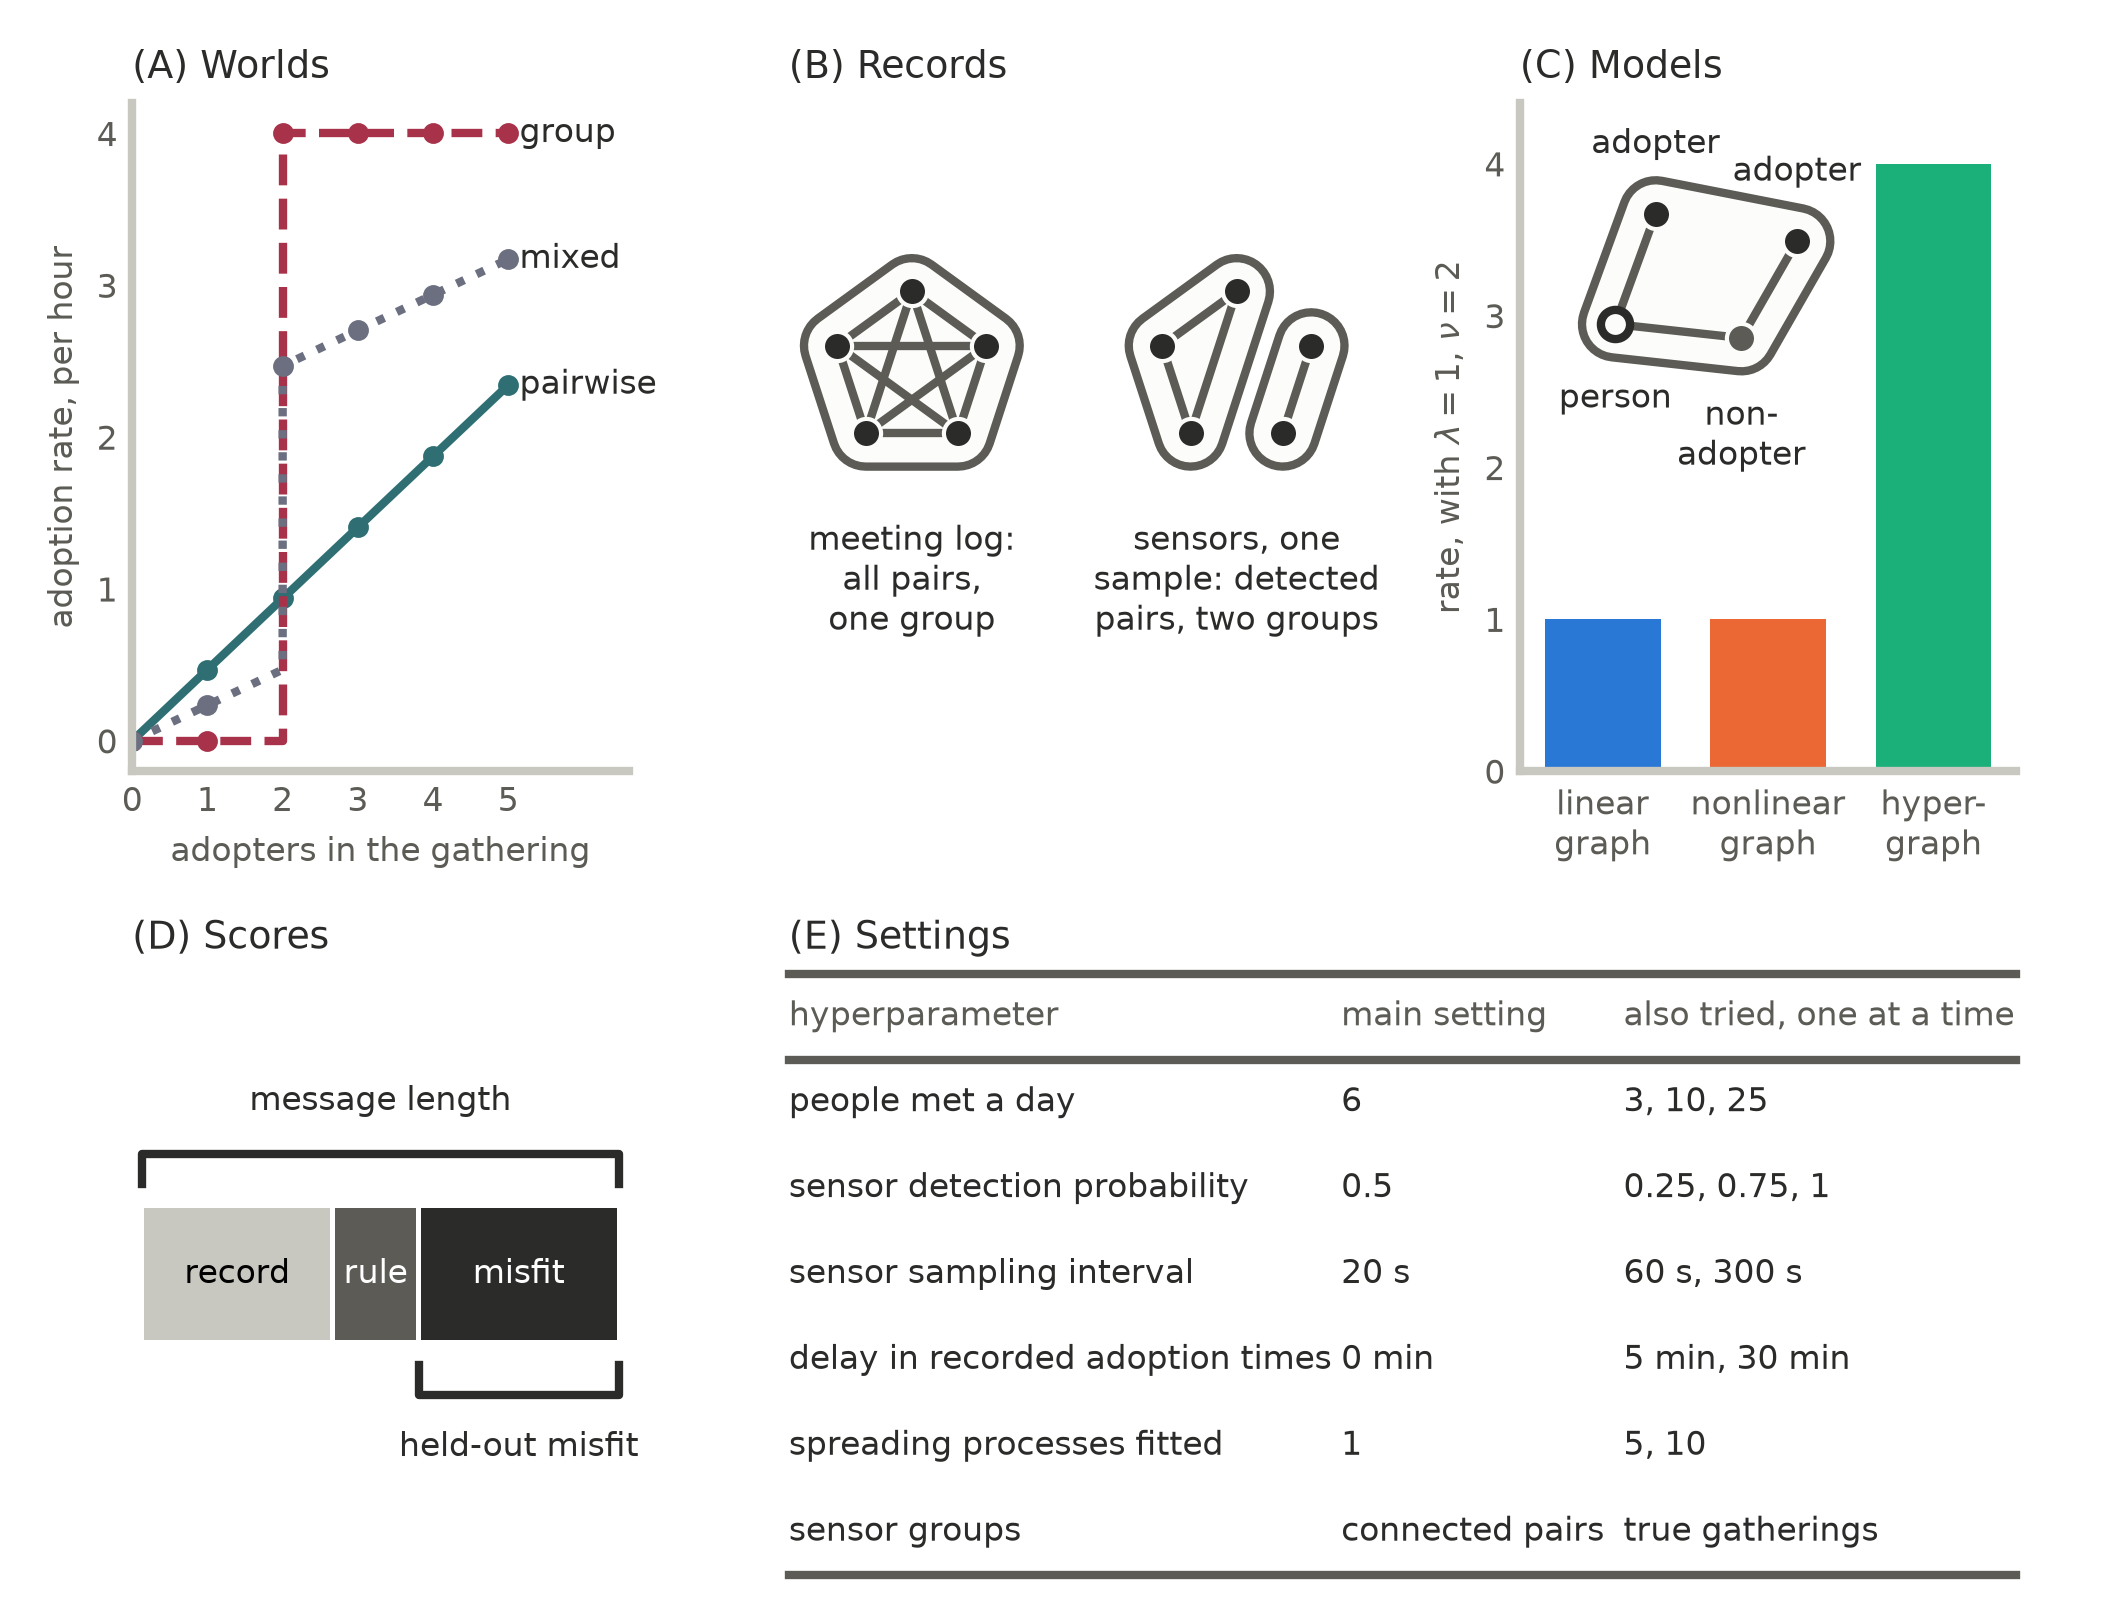 (A) Worlds
4
3
2
1
0
adoption rate, per hour
group
mixed
pairwise
0 1 2 3 4 5
adopters in the gathering
(B) Records
meeting log:
all pairs,
one group
sensors, one
sample: detected
pairs, two groups
(C) Models
4
3
2
1
0
rate, with λ = 1, ν = 2
adopter
adopter
person
non-
adopter
linear
graph
nonlinear
graph
hyper-
graph
(D) Scores
message length
record rule misfit
held-out misfit
(E) Settings
hyperparameter main setting also tried, one at a time
people met a day 6 3, 10, 25
sensor detection probability 0.5 0.25, 0.75, 1
sensor sampling interval 20 s 60 s, 300 s
delay in recorded adoption times 0 min 5 min, 30 min
spreading processes fitted 1 5, 10
sensor groups connected pairs true gatherings